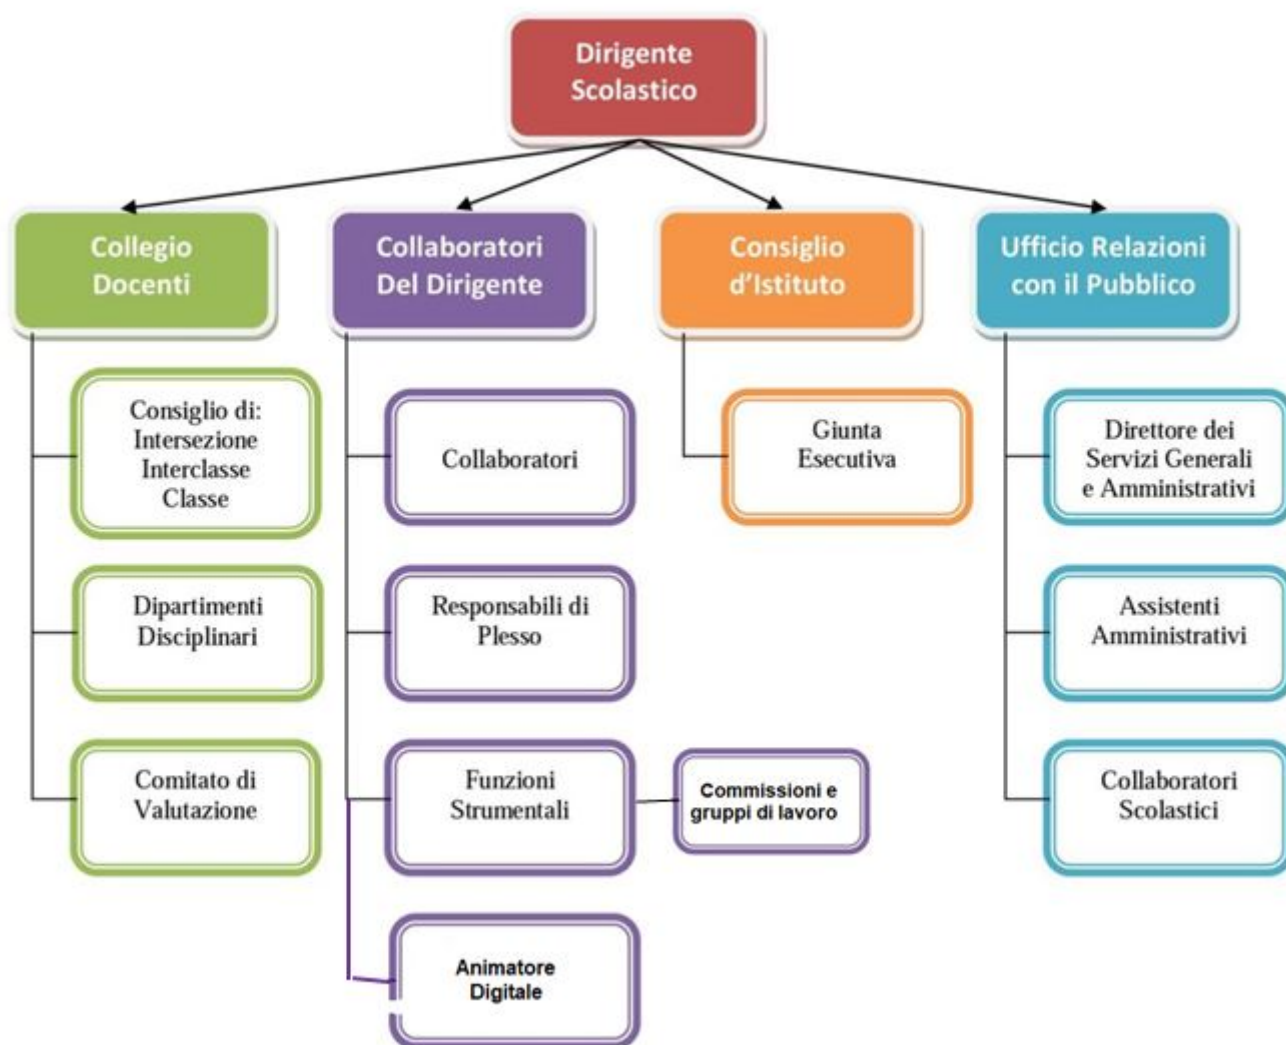 Dirigente
Scolastico
Collegio
Docenti
Collaboratori
Del Dirigente
Consiglio
d’Istituto
Ufficio Relazioni
con il Pubblico
Consiglio di:
Intersezione
Interclasse
Classe
Collaboratori
Giunta
Esecutiva
Direttore dei
Servizi Generali
e Amministrativi
Dipartimenti
Disciplinari
Responsabili di
Plesso
Assistenti
Amministrativi
Comitato di
Valutazione
Funzioni
Strumentali
Commissioni e
gruppi di lavoro
Collaboratori
Scolastici
Animatore
Digitale